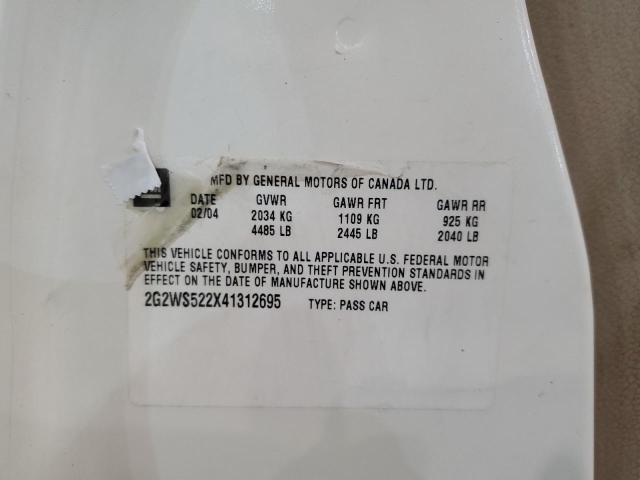 MFD BY GENERAL MOTORS OF CANADA LTD.
DATE GVWR GAWR FRT GAWR RR
02/04 2034 KG 1109 KG 925 KG
4485 LB 2445 LB 2040 LB
THIS VEHICLE CONFORMS TO ALL APPLICABLE U.S. FEDERAL MOTOR
VEHICLE SAFETY, BUMPER, AND THEFT PREVENTION STANDARDS IN
EFFECT ON THE DATE OF MANUFACTURE SHOWN ABOVE.
2G2WS522X41312695 TYPE: PASS CAR